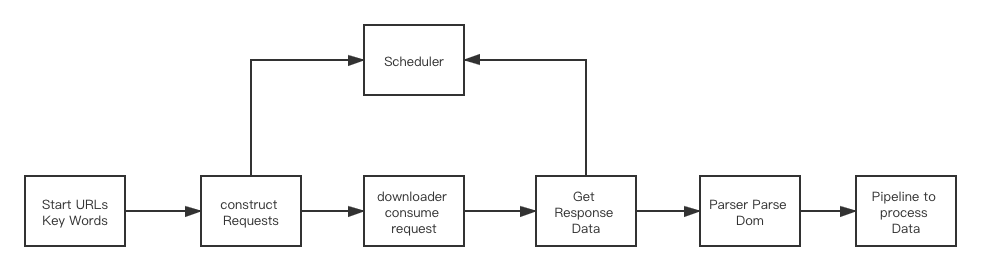 Scheduler
Start URLs
Key Words
construct
Requests
downloader
consume
request
Get
Response
Data
Parser Parse
Dom
Pipeline to
process
Data